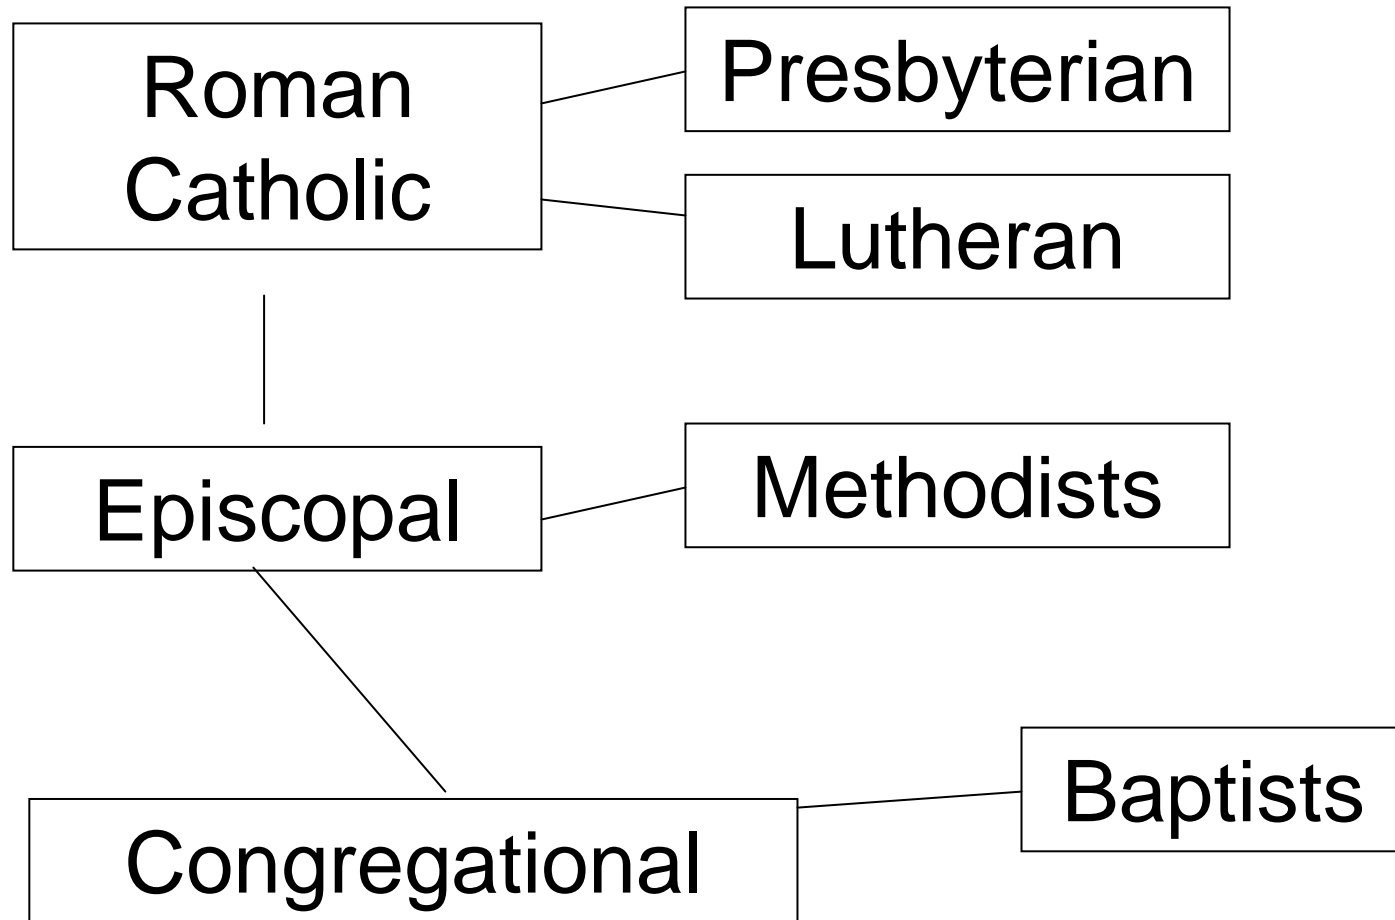 Roman
Catholic
Presbyterian
Lutheran
Episcopal
Methodists
Baptists
Congregational